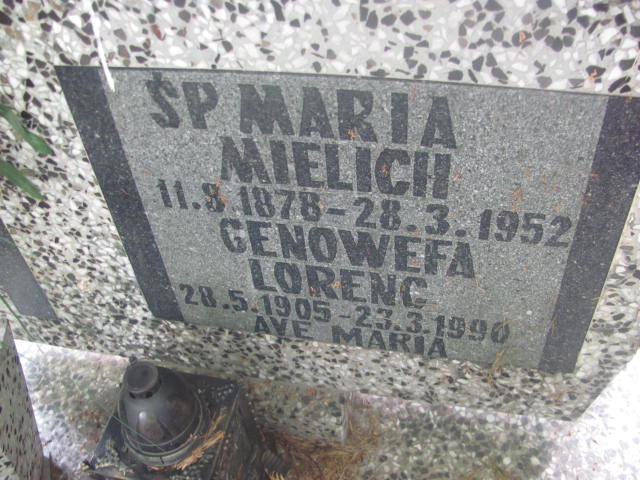 ŚP MARIA
MIELICH
11.8.1878-28.3.1952
GENOWEFA
LORENC
28.5.1905-23.3.1990
AVE MARIA